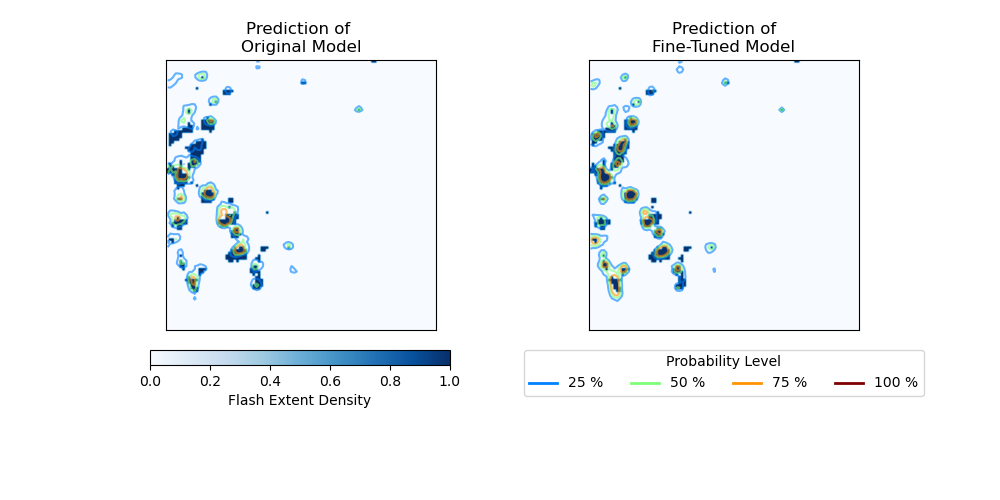 Prediction of
Original Model
Prediction of
Fine-Tuned Model
0.0 0.2 0.4 0.6 0.8 1.0
Flash Extent Density
Probability Level
25 % 50 % 75 % 100 %